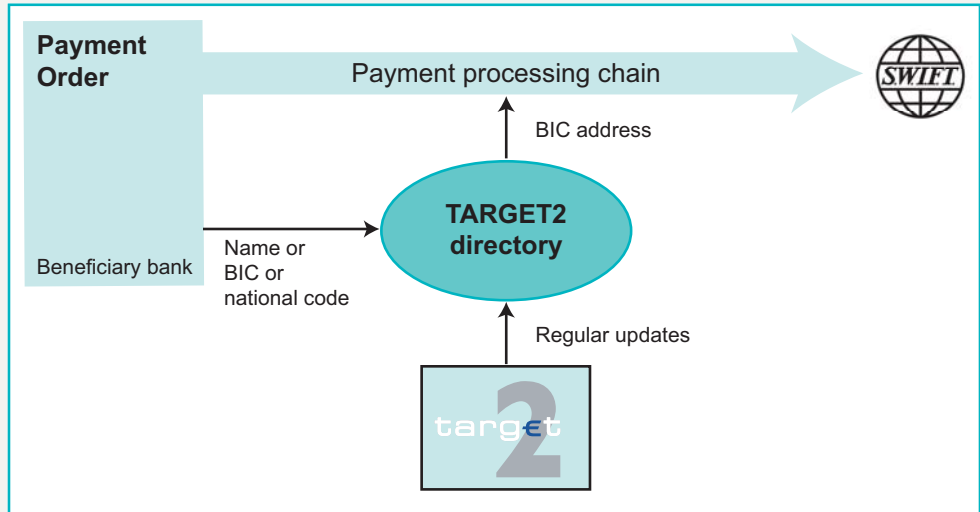 Payment
Order
Payment processing chain
S.W.I.F.T.
BIC address
TARGET2
directory
Name or
BIC or
national code
Beneficiary bank
Regular updates
target
2